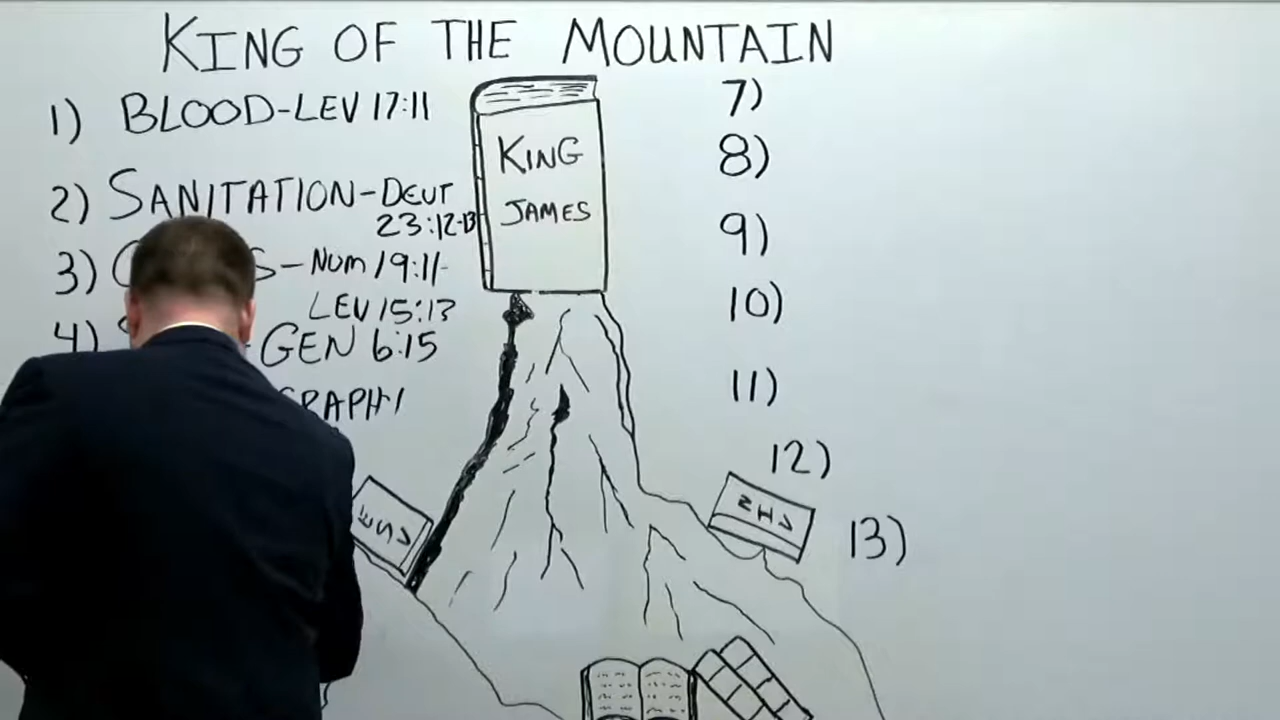 KING OF THE MOUNTAIN
1) BLOOD-LEV 17:11
2) SANITATION-DEUT
23:12-13
3) - NUM 19:11-
LEV 15:13
4) GEN 6:15
KING
JAMES
7)
8)
9)
10)
11)
12)
13)